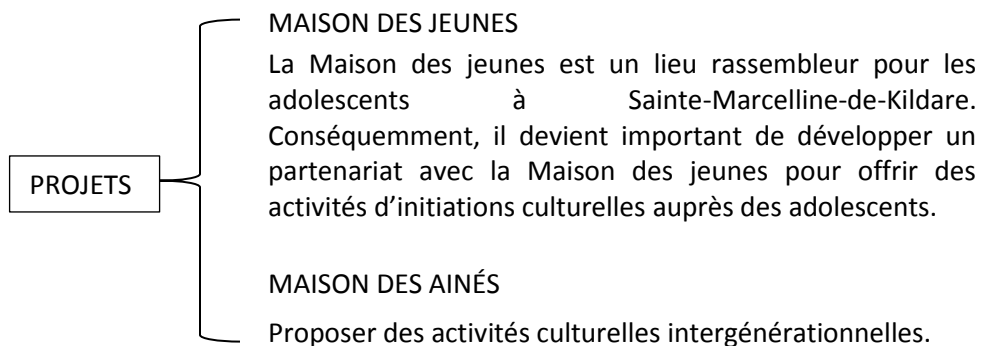 MAISON DES JEUNES
La Maison des jeunes est un lieu rassembleur pour les
adolescents à Sainte-Marcelline-de-Kildare.
Conséquemment, il devient important de développer un
partenariat avec la Maison des jeunes pour offrir des
activités d’initiations culturelles auprès des adolescents.
PROJETS
MAISON DES AINÉS
Proposer des activités culturelles intergénérationnelles.